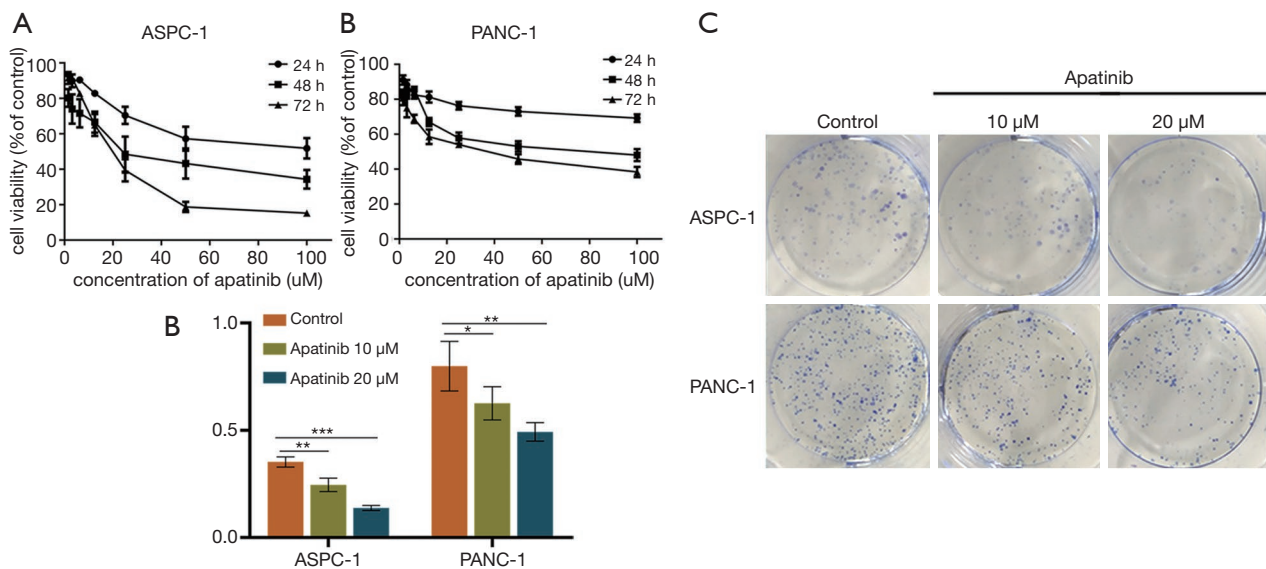 A
ASPC-1
cell viability (%of control)
100
80
60
40
20
0
0 20 40 60 80 100
concentration of apatinib (uM)
24 h
48 h
72 h
B
PANC-1
cell viability (%of control)
100
80
60
40
20
0
0 20 40 60 80 100
concentration of apatinib (uM)
24 h
48 h
72 h
B
1.0
0.5
0.0
Control
Apatinib 10 μM
Apatinib 20 μM
***
**
**
*
ASPC-1 PANC-1
C
Apatinib
Control 10 μM 20 μM
ASPC-1
PANC-1